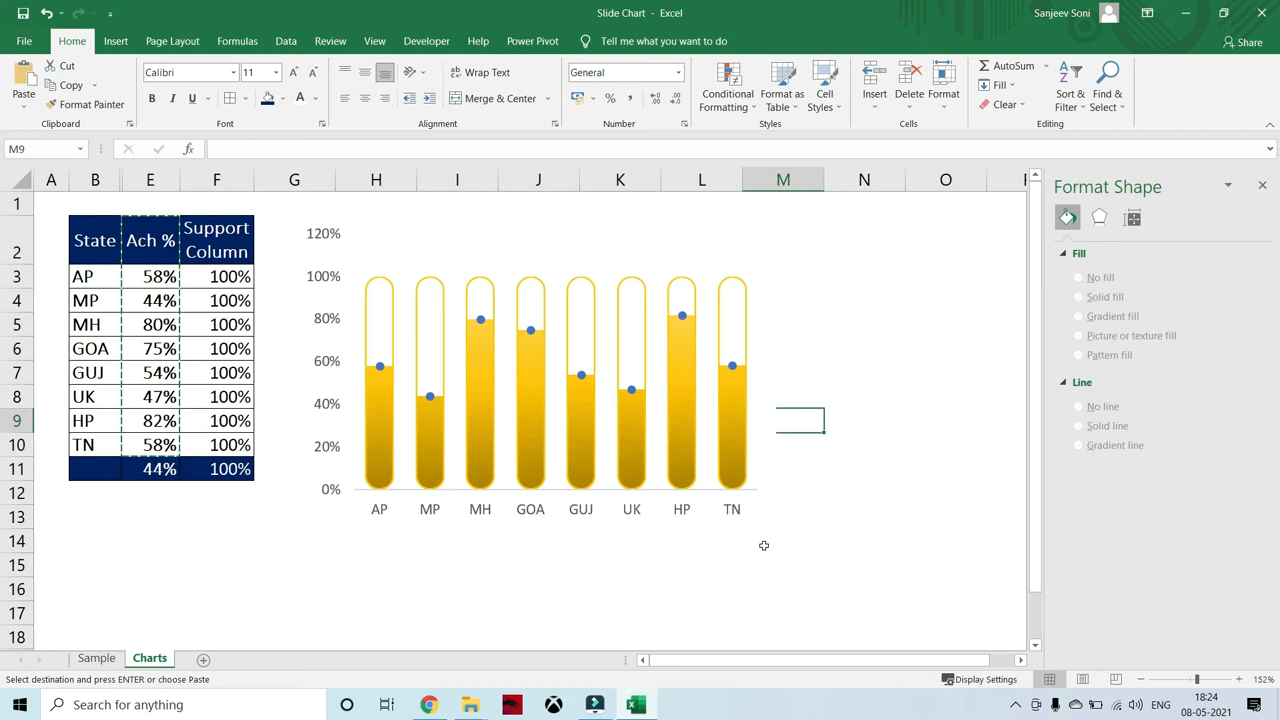 Slide Chart - Excel
Sanjeev Soni
File Home Insert Page Layout Formulas Data Review View Developer Help Power Pivot Tell me what you want to do Share
Paste
Cut
Copy
Format Painter
Clipboard
Calibri 11
B I U
Font
Wrap Text
Merge & Center
Alignment
General
Number
Conditional Formatting
Format as Table
Cell Styles
Styles
Insert Delete Format
Cells
AutoSum
Fill
Clear
Sort & Filter
Find & Select
Editing
M9
fx
A B E F G H I J K L M N O
1
2 State Ach % Support Column
3 AP 58% 100%
4 MP 44% 100%
5 MH 80% 100%
6 GOA 75% 100%
7 GUJ 54% 100%
8 UK 47% 100%
9 HP 82% 100%
10 TN 58% 100%
11 44% 100%
12
13
14
15
16
17
18
120%
100%
80%
60%
40%
20%
0%
AP MP MH GOA GUJ UK HP TN
Format Shape
Fill
No fill
Solid fill
Gradient fill
Picture or texture fill
Pattern fill
Line
No line
Solid line
Gradient line
Sample Charts
Select destination and press ENTER or choose Paste
Display Settings
152%
Search for anything
ENG
18:24
08-05-2021